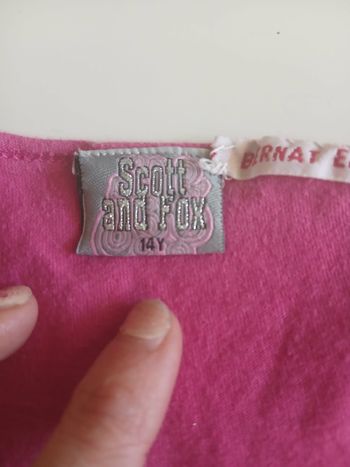 Scott
and Fox
14Y
BERNAT E